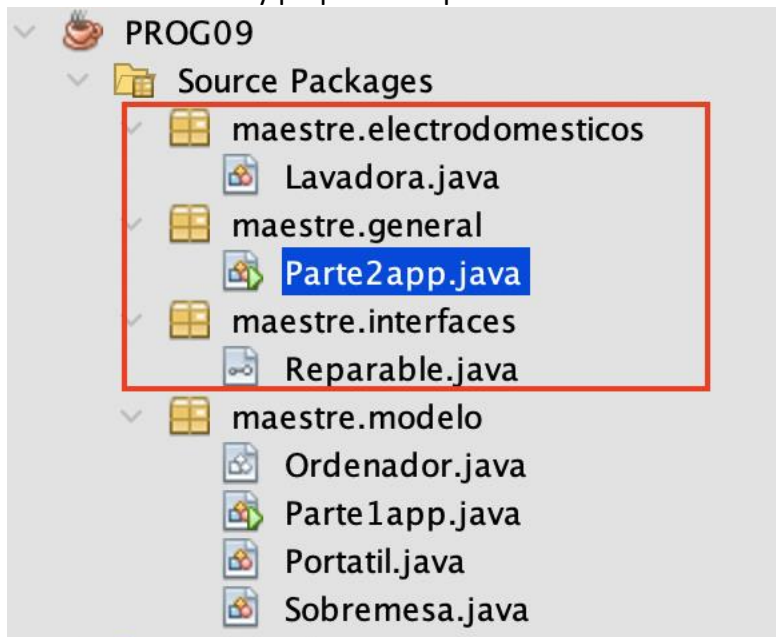 PROG09
Source Packages
maestre.electrodomesticos
Lavadora.java
maestre.general
Parte2app.java
maestre.interfaces
Reparable.java
maestre.modelo
Ordenador.java
Parte1app.java
Portatil.java
Sobremesa.java